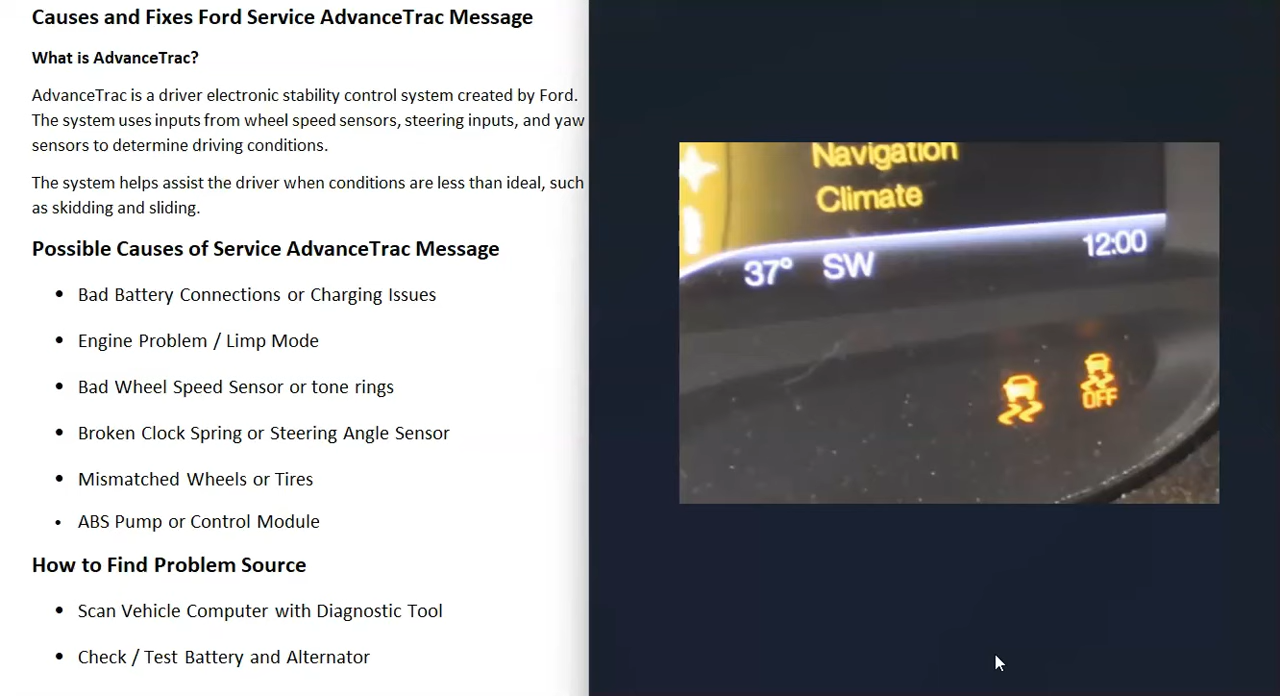 Causes and Fixes Ford Service AdvanceTrac Message
What is AdvanceTrac?
AdvanceTrac is a driver electronic stability control system created by Ford.
The system uses inputs from wheel speed sensors, steering inputs, and yaw
sensors to determine driving conditions.
The system helps assist the driver when conditions are less than ideal, such
as skidding and sliding.
Possible Causes of Service AdvanceTrac Message
• Bad Battery Connections or Charging Issues
• Engine Problem / Limp Mode
• Bad Wheel Speed Sensor or tone rings
• Broken Clock Spring or Steering Angle Sensor
• Mismatched Wheels or Tires
• ABS Pump or Control Module
How to Find Problem Source
• Scan Vehicle Computer with Diagnostic Tool
• Check / Test Battery and Alternator
Navigation
Climate
37° SW 12:00
OFF